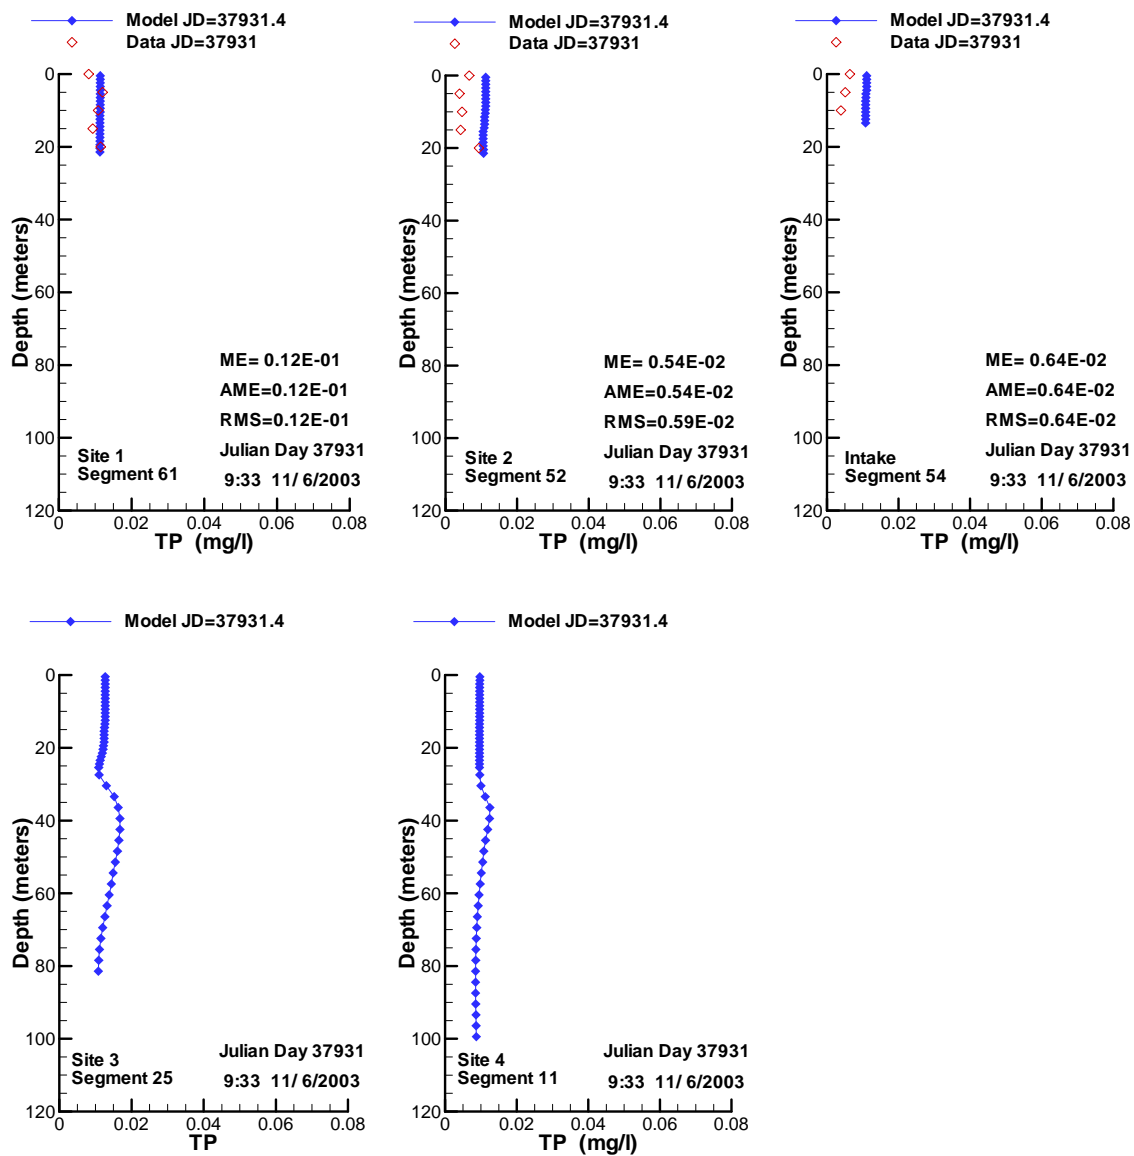 Model JD=37931.4
Data JD=37931
0
20
40
60
80
100
120
Depth (meters)
ME= 0.12E-01
AME=0.12E-01
RMS=0.12E-01
Julian Day 37931
9:33 11/ 6/2003
Site 1
Segment 61
0 0.02 0.04 0.06 0.08
TP (mg/l)
Model JD=37931.4
Data JD=37931
0
20
40
60
80
100
120
Depth (meters)
ME= 0.54E-02
AME=0.54E-02
RMS=0.59E-02
Julian Day 37931
9:33 11/ 6/2003
Site 2
Segment 52
0 0.02 0.04 0.06 0.08
TP (mg/l)
Model JD=37931.4
Data JD=37931
0
20
40
60
80
100
120
Depth (meters)
ME= 0.64E-02
AME=0.64E-02
RMS=0.64E-02
Julian Day 37931
9:33 11/ 6/2003
Intake
Segment 54
0 0.02 0.04 0.06 0.08
TP (mg/l)
Model JD=37931.4
0
20
40
60
80
100
120
Depth (meters)
Julian Day 37931
9:33 11/ 6/2003
Site 3
Segment 25
0 0.02 0.04 0.06 0.08
TP
Model JD=37931.4
0
20
40
60
80
100
120
Depth (meters)
Julian Day 37931
9:33 11/ 6/2003
Site 4
Segment 11
0 0.02 0.04 0.06 0.08
TP (mg/l)